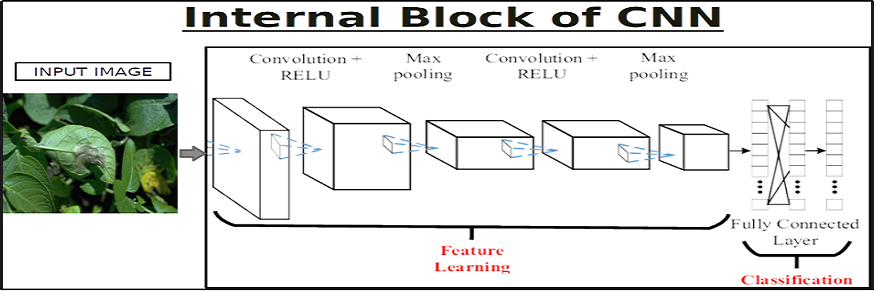 Internal Block of CNN
INPUT IMAGE
Convolution +
RELU
Max
pooling
Convolution +
RELU
Max
pooling
Fully Connected
Layer
Feature
Learning
Classification